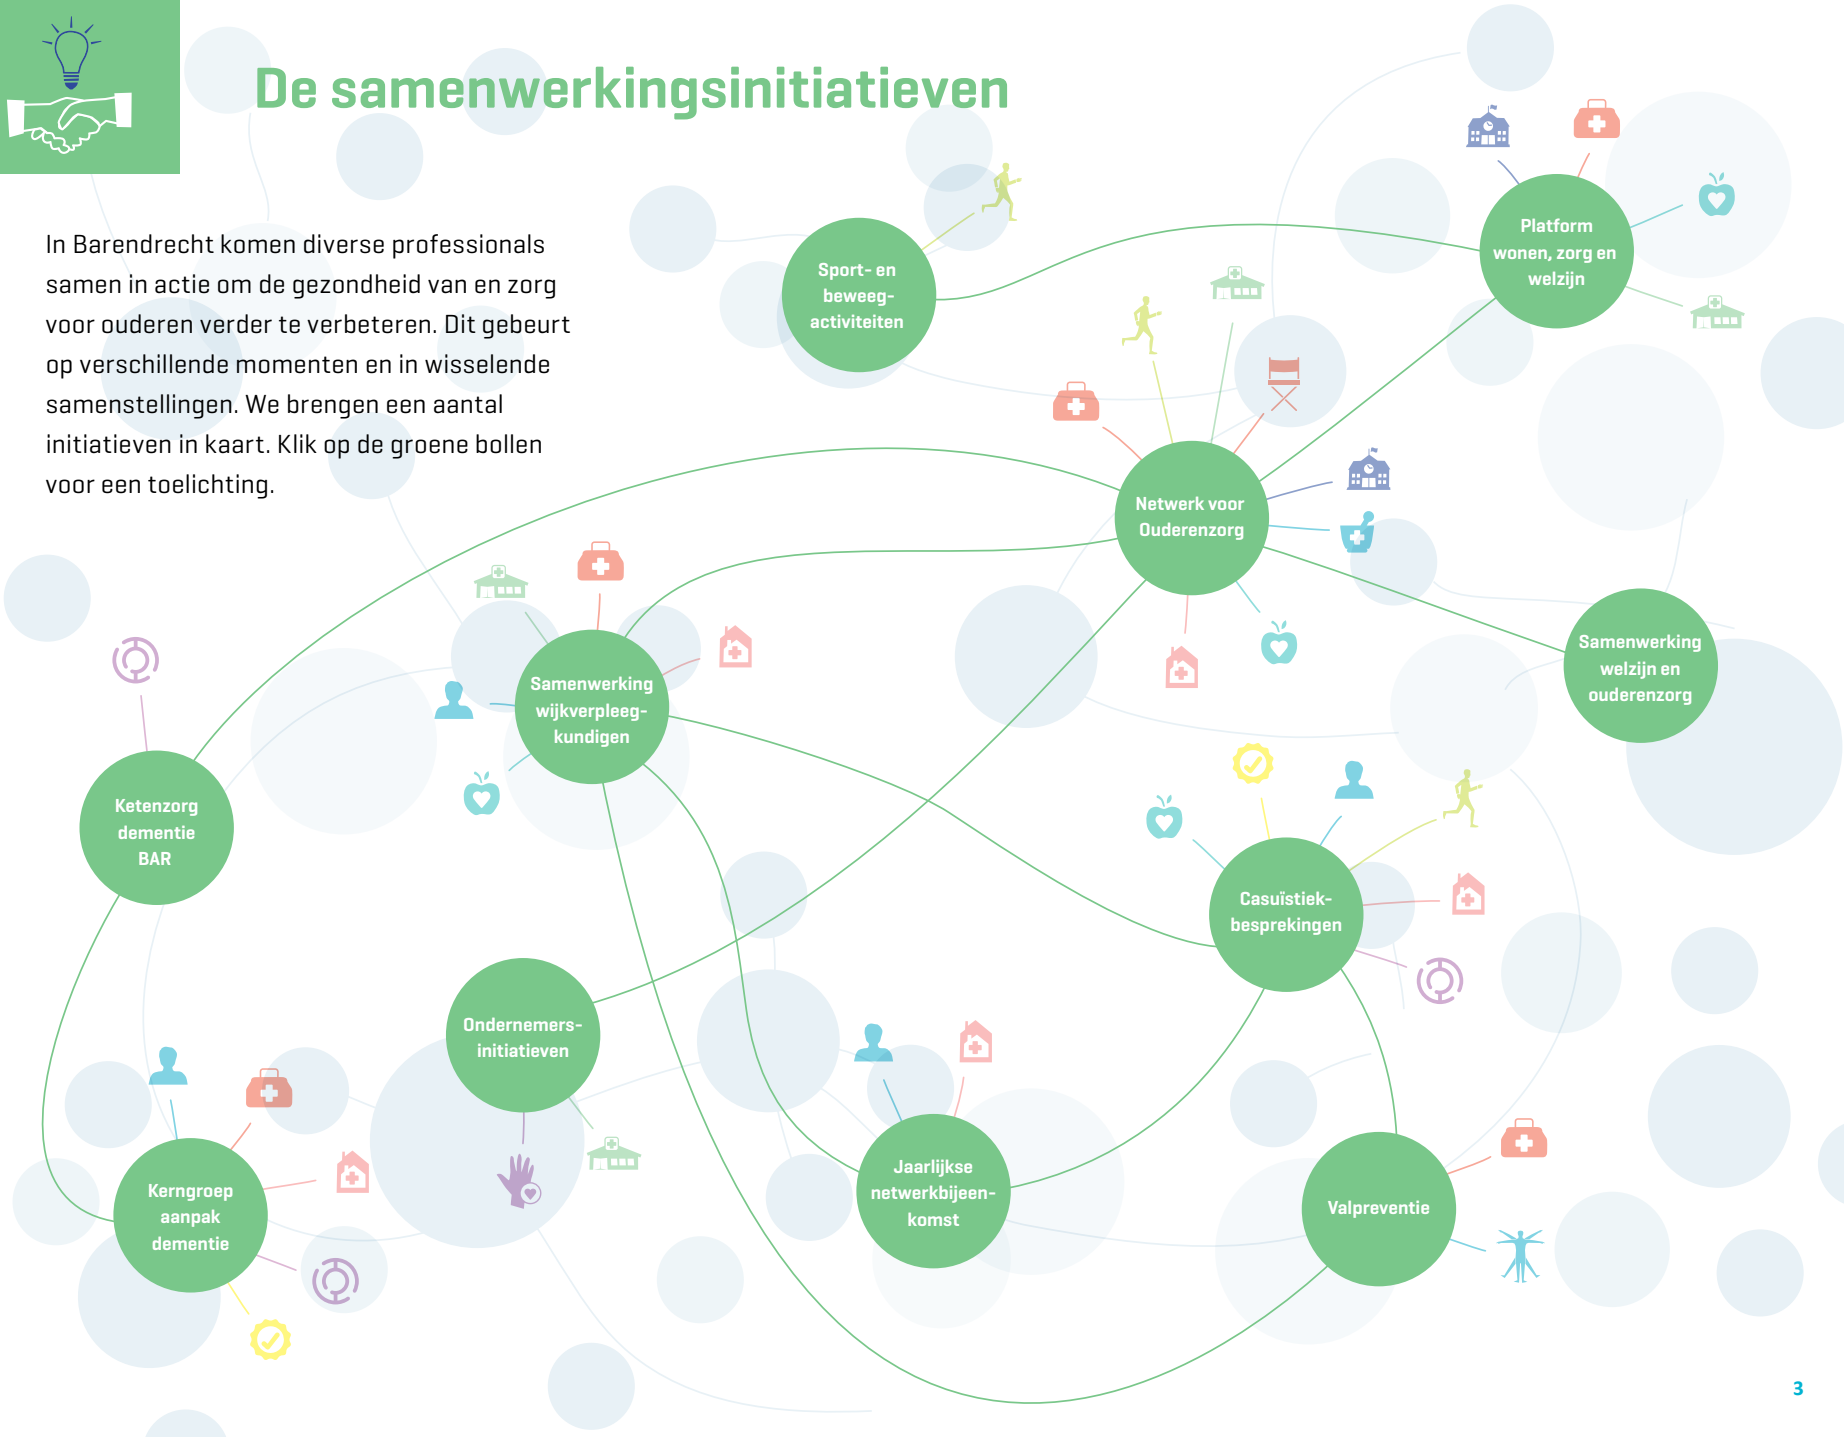 De samenwerkingsinitiatieven
In Barendrecht komen diverse professionals
samen in actie om de gezondheid van en zorg
voor ouderen verder te verbeteren. Dit gebeurt
op verschillende momenten en in wisselende
samenstellingen. We brengen een aantal
initiatieven in kaart. Klik op de groene bollen
voor een toelichting.
Platform
wonen, zorg en
welzijn
Sport- en
beweeg-
activiteiten
Netwerk voor
Ouderenzorg
Samenwerking
welzijn en
ouderenzorg
Samenwerking
wijkverpleeg-
kundigen
Ketenzorg
dementie
BAR
Casuïstiek-
besprekingen
Ondernemers-
initiatieven
Jaarlijkse
netwerkbijeen-
komst
Kerngroep
aanpak
dementie
Valpreventie
3